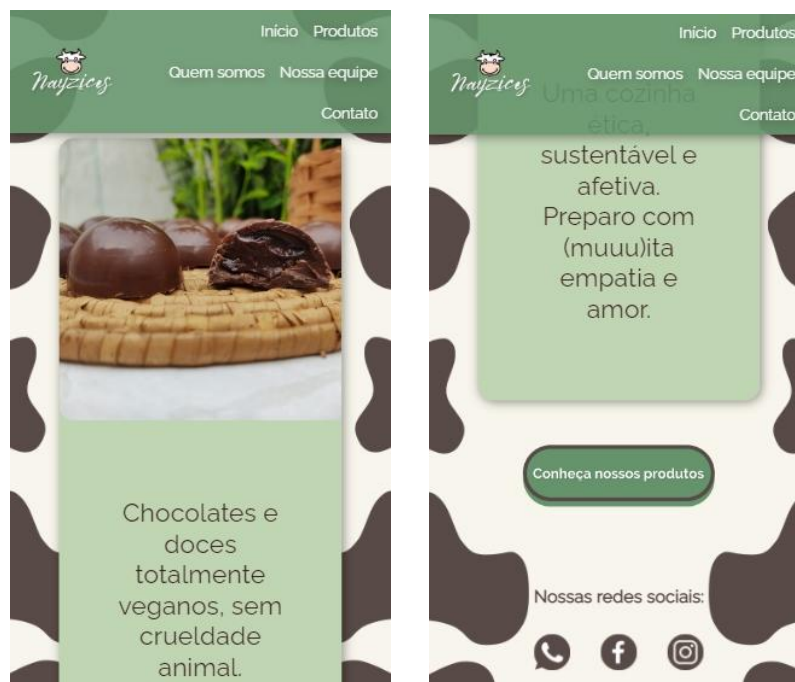 Início Produtos
Nayzices
Quem somos Nossa equipe
Contato
Chocolates e
doces
totalmente
veganos, sem
crueldade
animal.
Início Produtos
Nayzices
Quem somos Nossa equipe
Contato
Uma cozinha
ética,
sustentável e
afetiva.
Preparo com
(muuu)ita
empatia e
amor.
Conheça nossos produtos
Nossas redes sociais: